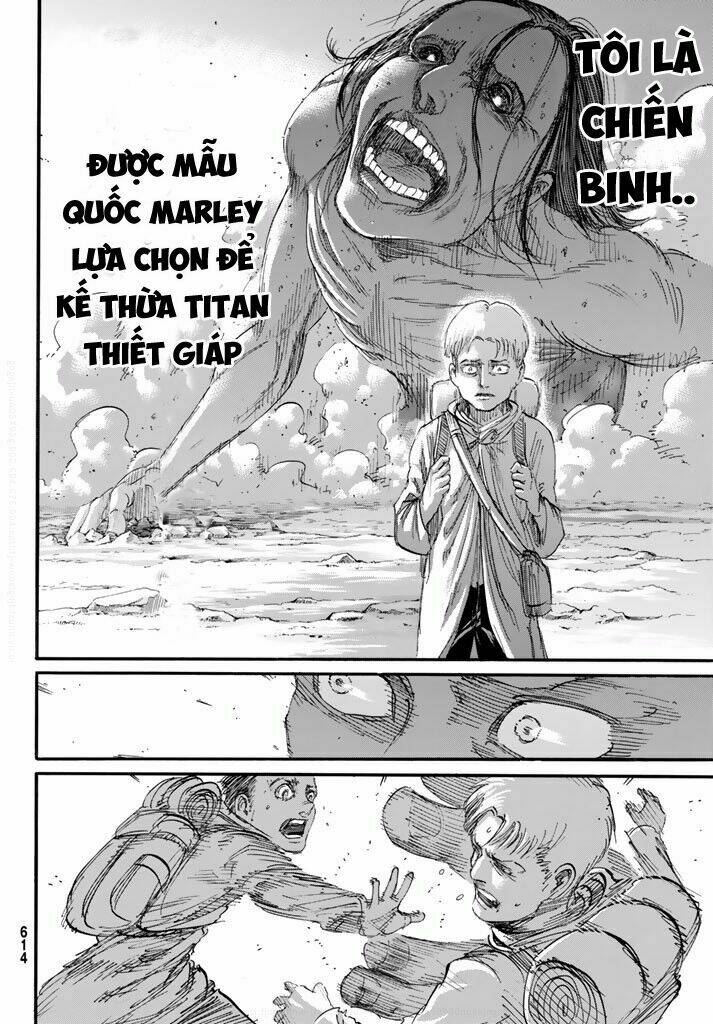 TÔI LÀ
CHIẾN
BINH..
ĐƯỢC MẪU
QUỐC MARLEY
LỰA CHỌN ĐỂ
KẾ THỪA TITAN
THIẾT GIÁP
614